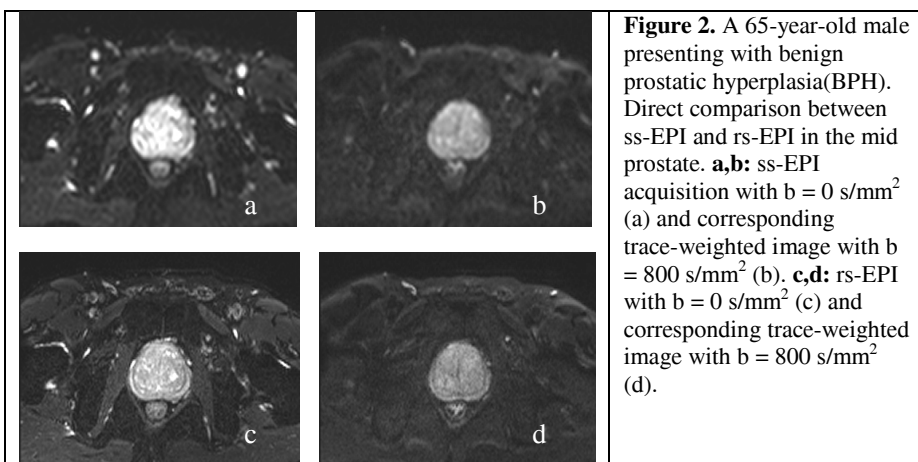 a
b
c
d
Figure 2. A 65-year-old male
presenting with benign
prostatic hyperplasia(BPH).
Direct comparison between
ss-EPI and rs-EPI in the mid
prostate. a,b: ss-EPI
acquisition with b = 0 s/mm²
(a) and corresponding
trace-weighted image with b
= 800 s/mm² (b). c,d: rs-EPI
with b = 0 s/mm² (c) and
corresponding trace-weighted
image with b = 800 s/mm²
(d).